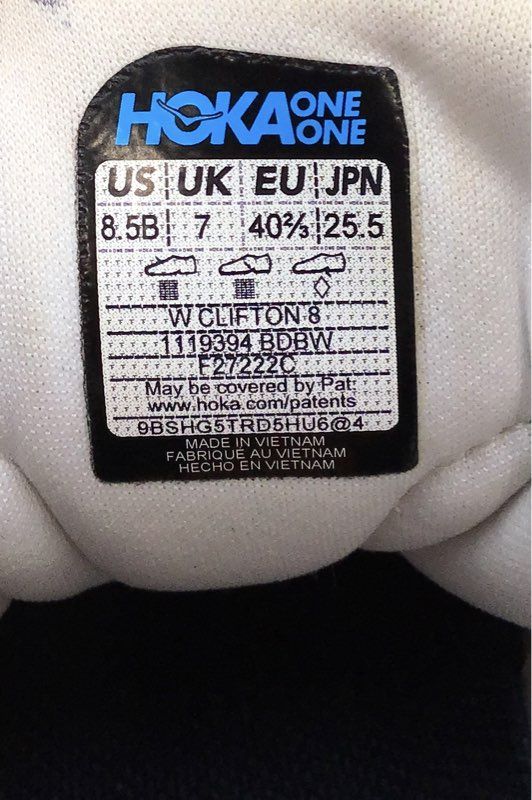 HOKA ONE ONE
US UK EU JPN
8.5B 7 40⅔ 25.5
W CLIFTON 8
1119394 BDBW
F27222C
May be covered by Pat:
www.hoka.com/patents
9BSHG5TRD5HU6@4
MADE IN VIETNAM
FABRIQUE AU VIETNAM
HECHO EN VIETNAM